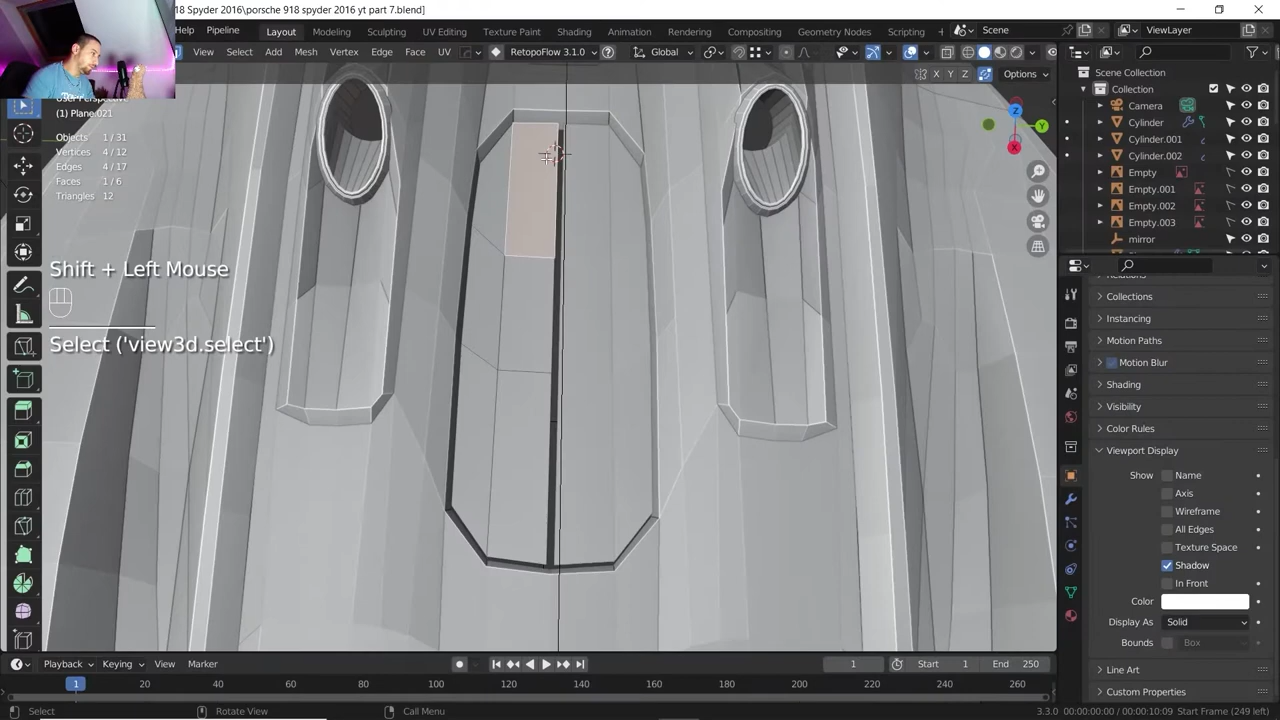 18 Spyder 2016\porsche 918 spyder 2016 yt part 7.blend]
Help Pipeline Layout Modeling Sculpting UV Editing Texture Paint Shading Animation Rendering Compositing Geometry Nodes Scripting Scene ViewLayer
View Select Add Mesh Vertex Edge Face UV RetopoFlow 3.1.0 Global
X Y Z Options
User Perspective
(1) Plane.021
Objects 1/31
Vertices 4/12
Edges 4/17
Faces 1/6
Triangles 12
Shift + Left Mouse
Select ('view3d.select')
Z
Y
X
Scene Collection
Collection
Camera
Cylinder
Cylinder.001
Cylinder.002
Empty
Empty.001
Empty.002
Empty.003
mirror
Relations
Collections
Instancing
Motion Paths
Motion Blur
Shading
Visibility
Color Rules
Viewport Display
Show Name
Axis
Wireframe
All Edges
Texture Space
Shadow
In Front
Color
Display As Solid
Bounds Box
Line Art
Custom Properties
Playback Keying View Marker 1 Start 1 End 250
1 20 40 60 80 100 120 140 160 180 200 220 240 260
Select Rotate View Call Menu 3.3.0 00:00:00:00 / 00:00:10:09 Start Frame (249 left)